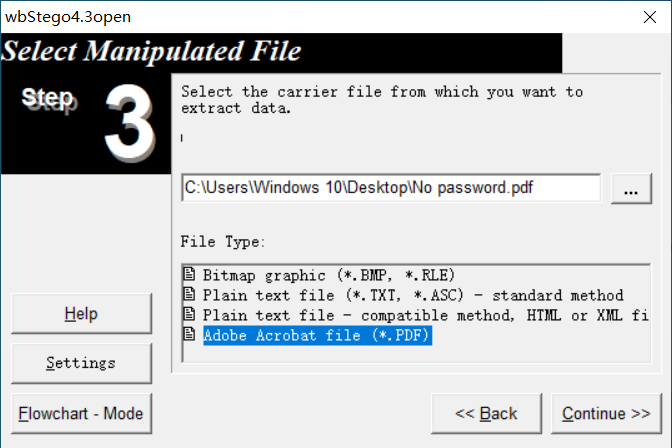 wbStego4.3open
Select Manipulated File
Step 3
Select the carrier file from which you want to
extract data.
C:\Users\Windows 10\Desktop\No password.pdf
...
File Type:
Bitmap graphic (*.BMP, *.RLE)
Plain text file (*.TXT, *.ASC) - standard method
Plain text file - compatible method, HTML or XML fi
Adobe Acrobat file (*.PDF)
Help
Settings
Flowchart - Mode
<< Back
Continue >>